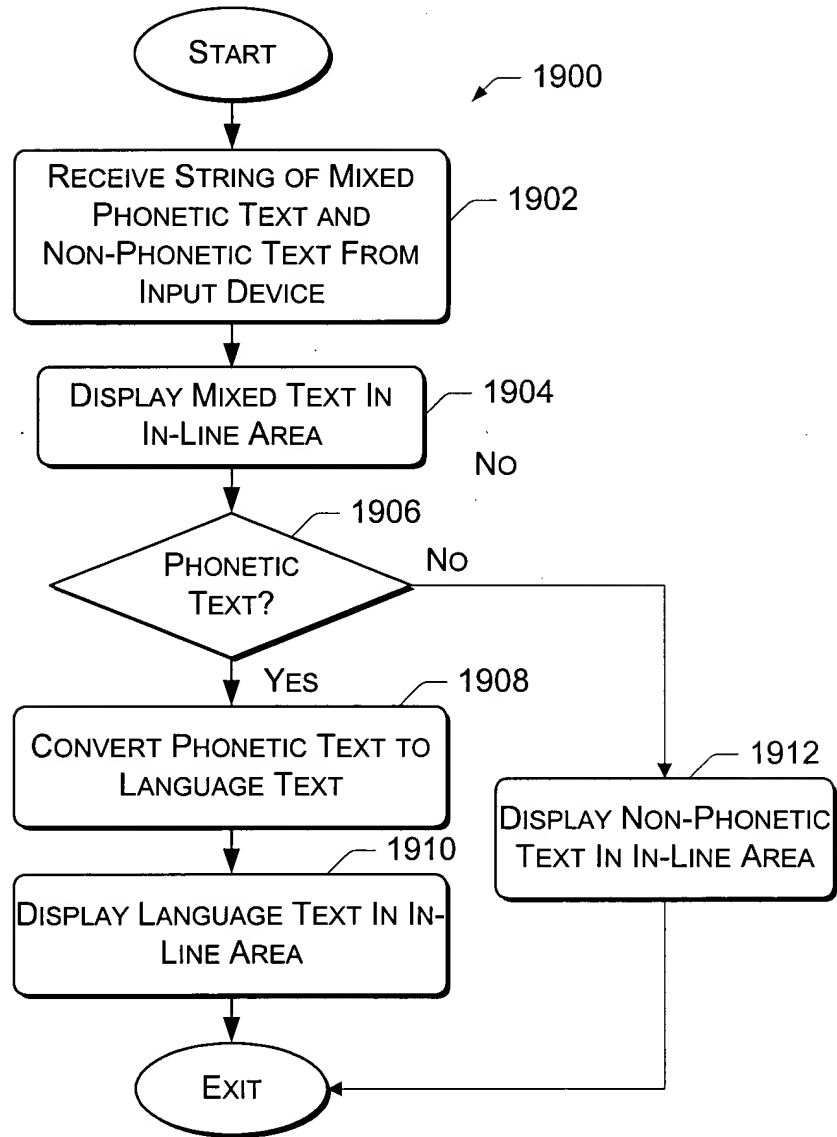 START
1900
RECEIVE STRING OF MIXED
PHONETIC TEXT AND
NON-PHONETIC TEXT FROM
INPUT DEVICE
1902
DISPLAY MIXED TEXT IN
IN-LINE AREA
1904
NO
1906
PHONETIC
TEXT?
NO
YES
1908
CONVERT PHONETIC TEXT TO
LANGUAGE TEXT
1912
DISPLAY NON-PHONETIC
TEXT IN IN-LINE AREA
1910
DISPLAY LANGUAGE TEXT IN IN-
LINE AREA
EXIT